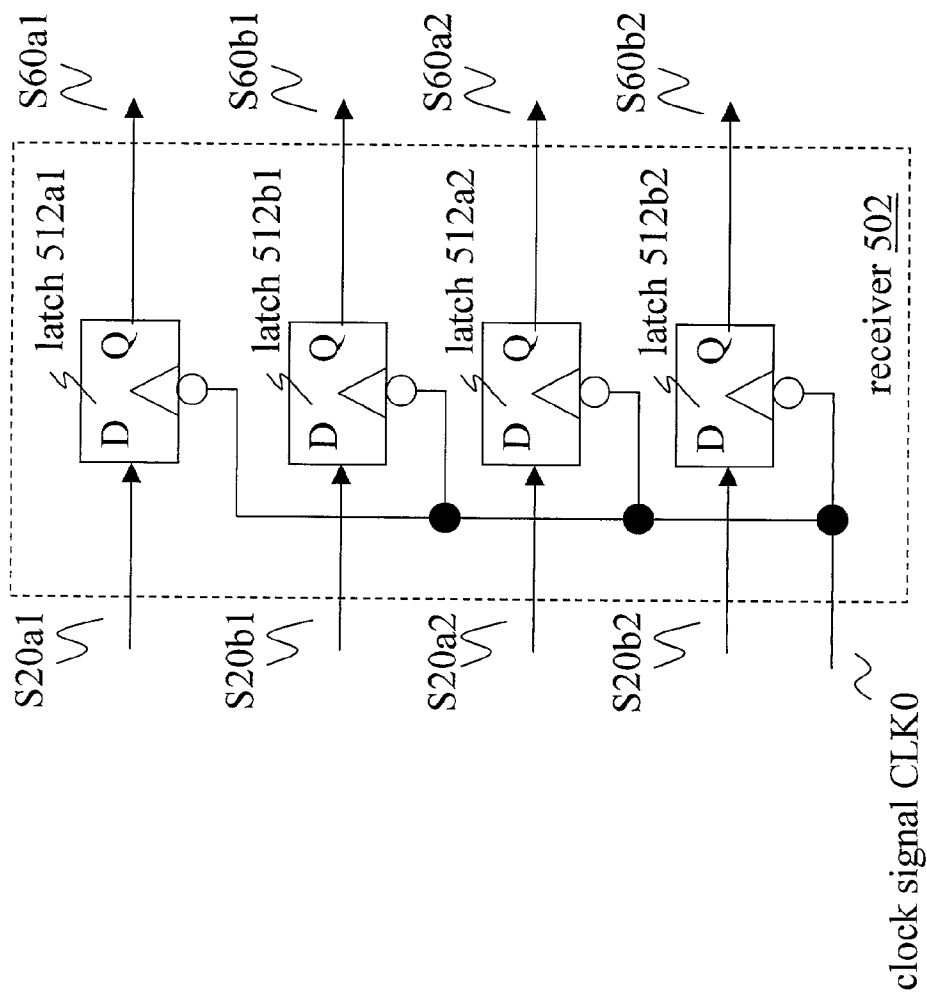 S60a1
S60b1
S60a2
S60b2
latch 512a1
D Q
latch 512b1
D Q
latch 512a2
D Q
latch 512b2
D Q
receiver 502
S20a1
S20b1
S20a2
S20b2
clock signal CLK0